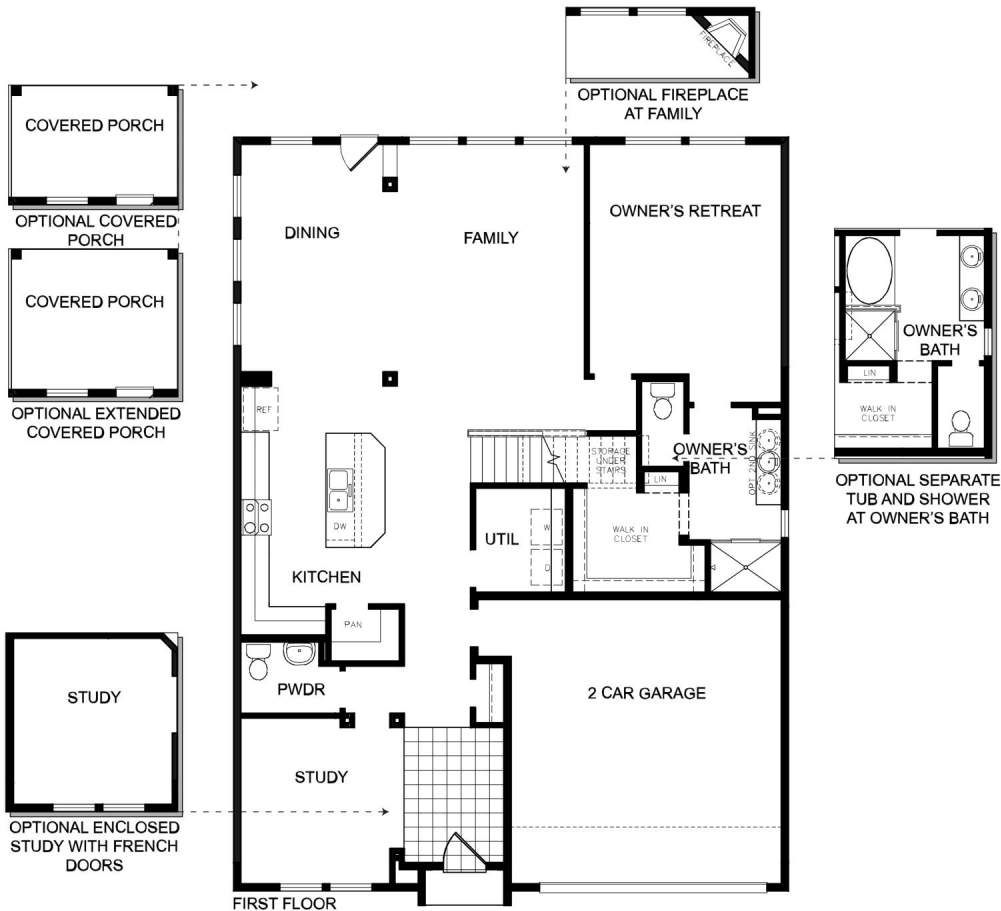 FIREPLACE
OPTIONAL FIREPLACE
AT FAMILY
COVERED PORCH
OPTIONAL COVERED
PORCH
COVERED PORCH
OPTIONAL EXTENDED
COVERED PORCH
DINING
FAMILY
OWNER'S RETREAT
REF
DW
KITCHEN
PAN
STORAGE
UNDER
STAIRS
UTIL
W
D
LIN
WALK IN
CLOSET
OWNER'S
BATH
OPT 2ND SINK
OWNER'S
BATH
LIN
WALK IN
CLOSET
OPTIONAL SEPARATE
TUB AND SHOWER
AT OWNER'S BATH
PWDR
2 CAR GARAGE
STUDY
STUDY
OPTIONAL ENCLOSED
STUDY WITH FRENCH
DOORS
FIRST FLOOR